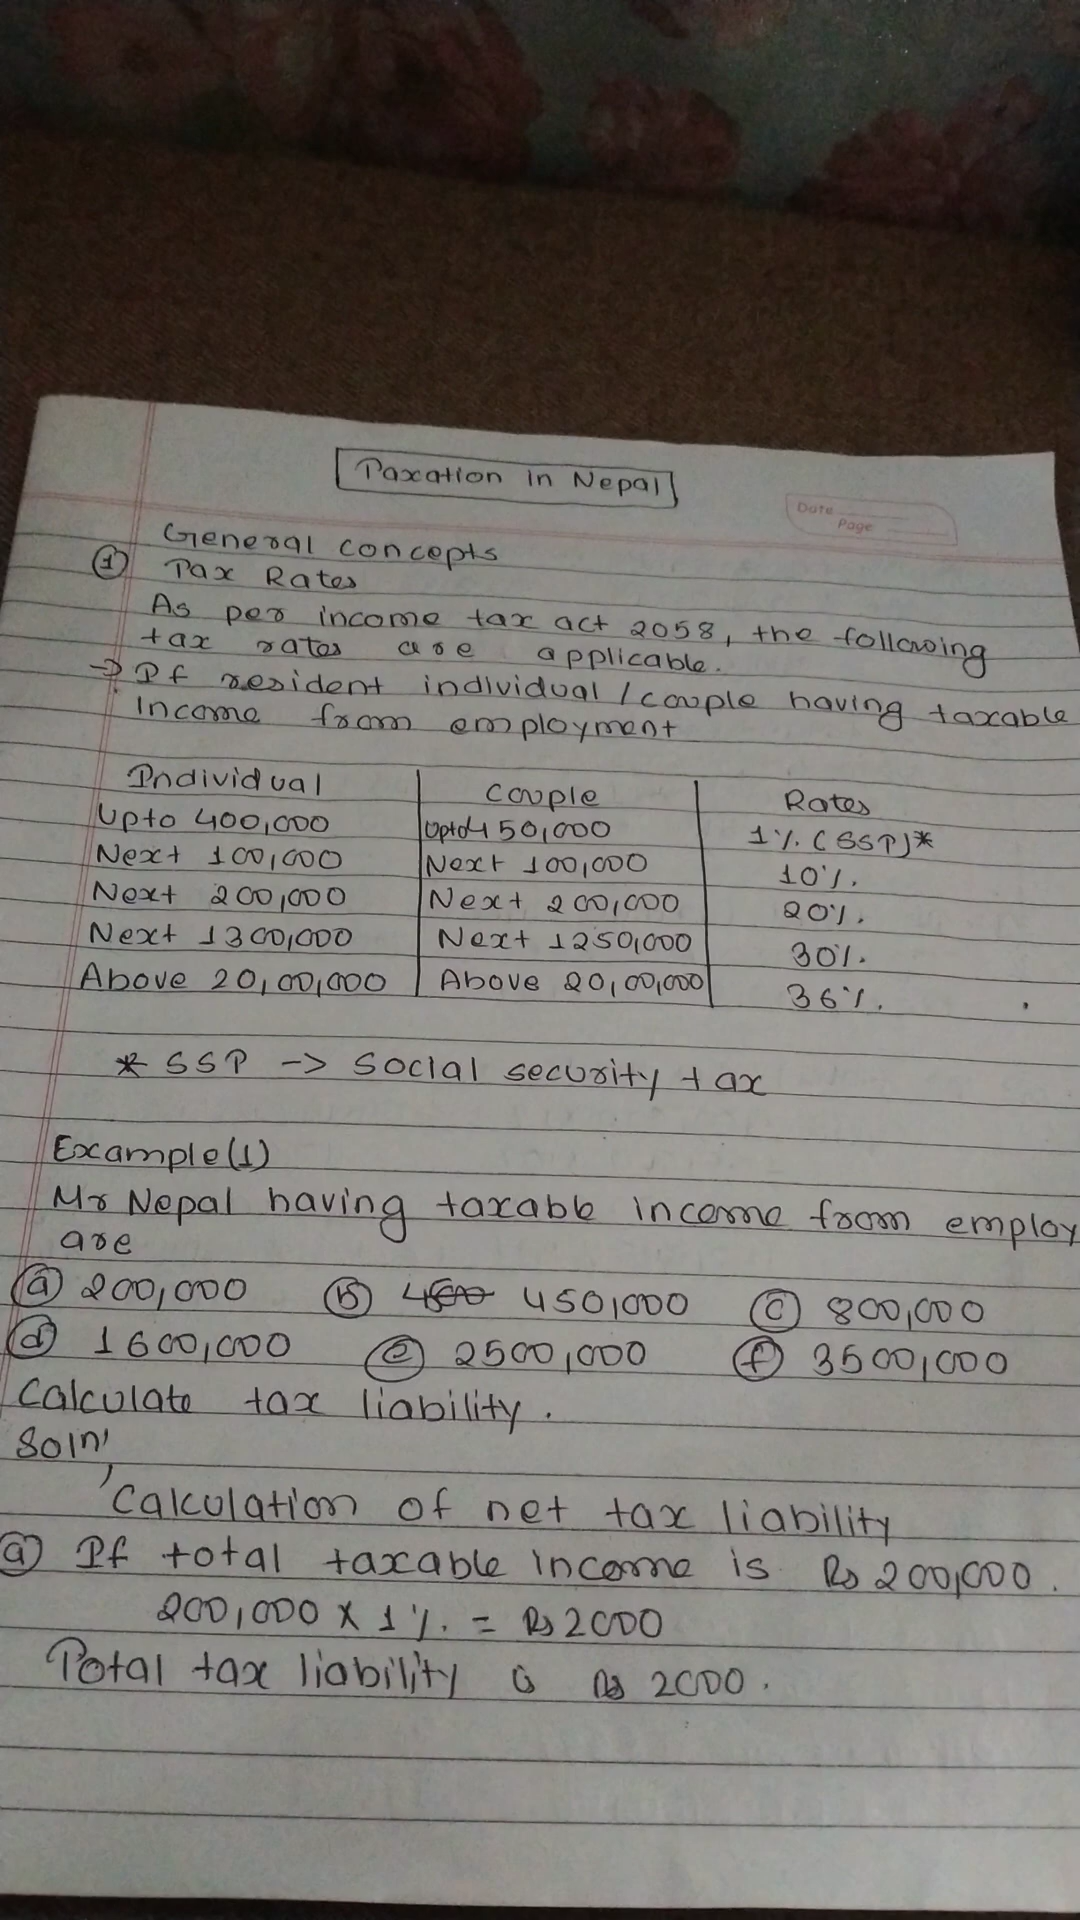 Taxation in Nepal
Date
Page
General concepts
① Tax Rates
As per income tax act 2058, the following
tax rates are applicable.
→ If resident individual / couple having taxable
income from employment
Individual | couple | Rates
Upto 400,000 | Upto 450,000 | 1% (SST)*
Next 100,000 | Next 100,000 | 10%.
Next 200,000 | Next 200,000 | 20%.
Next 1300,000 | Next 1250,000 | 30%.
Above 20,00,000 | Above 20,00,000 | 36%.
* SST -> Social security tax
Example (1)
Mr Nepal having taxable income from employ
are
ⓐ 200,000 ⓑ 450,000 ⓒ 800,000
ⓓ 1600,000 ⓔ 2500,000 ⓕ 3500,000
Calculate tax liability.
Soln,
Calculation of net tax liability
ⓐ If total taxable income is Rs 200,000.
200,000 X 1%. = Rs 2000
Total tax liability is Rs 2000.